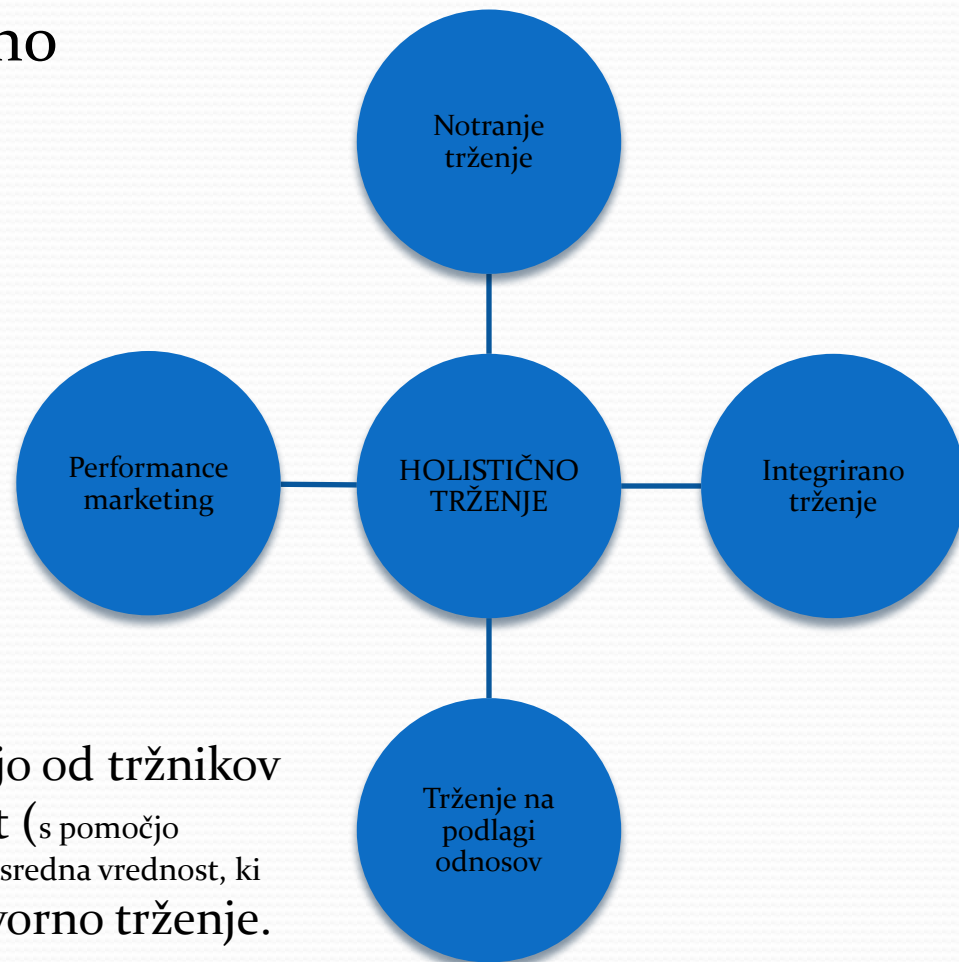 no
Notranje
trženje
Performance
marketing
HOLISTIČNO
TRŽENJE
Integrirano
trženje
Trženje na
podlagi
odnosov
jo od tržnikov
t (s pomočjo
sredna vrednost, ki
vorno trženje.